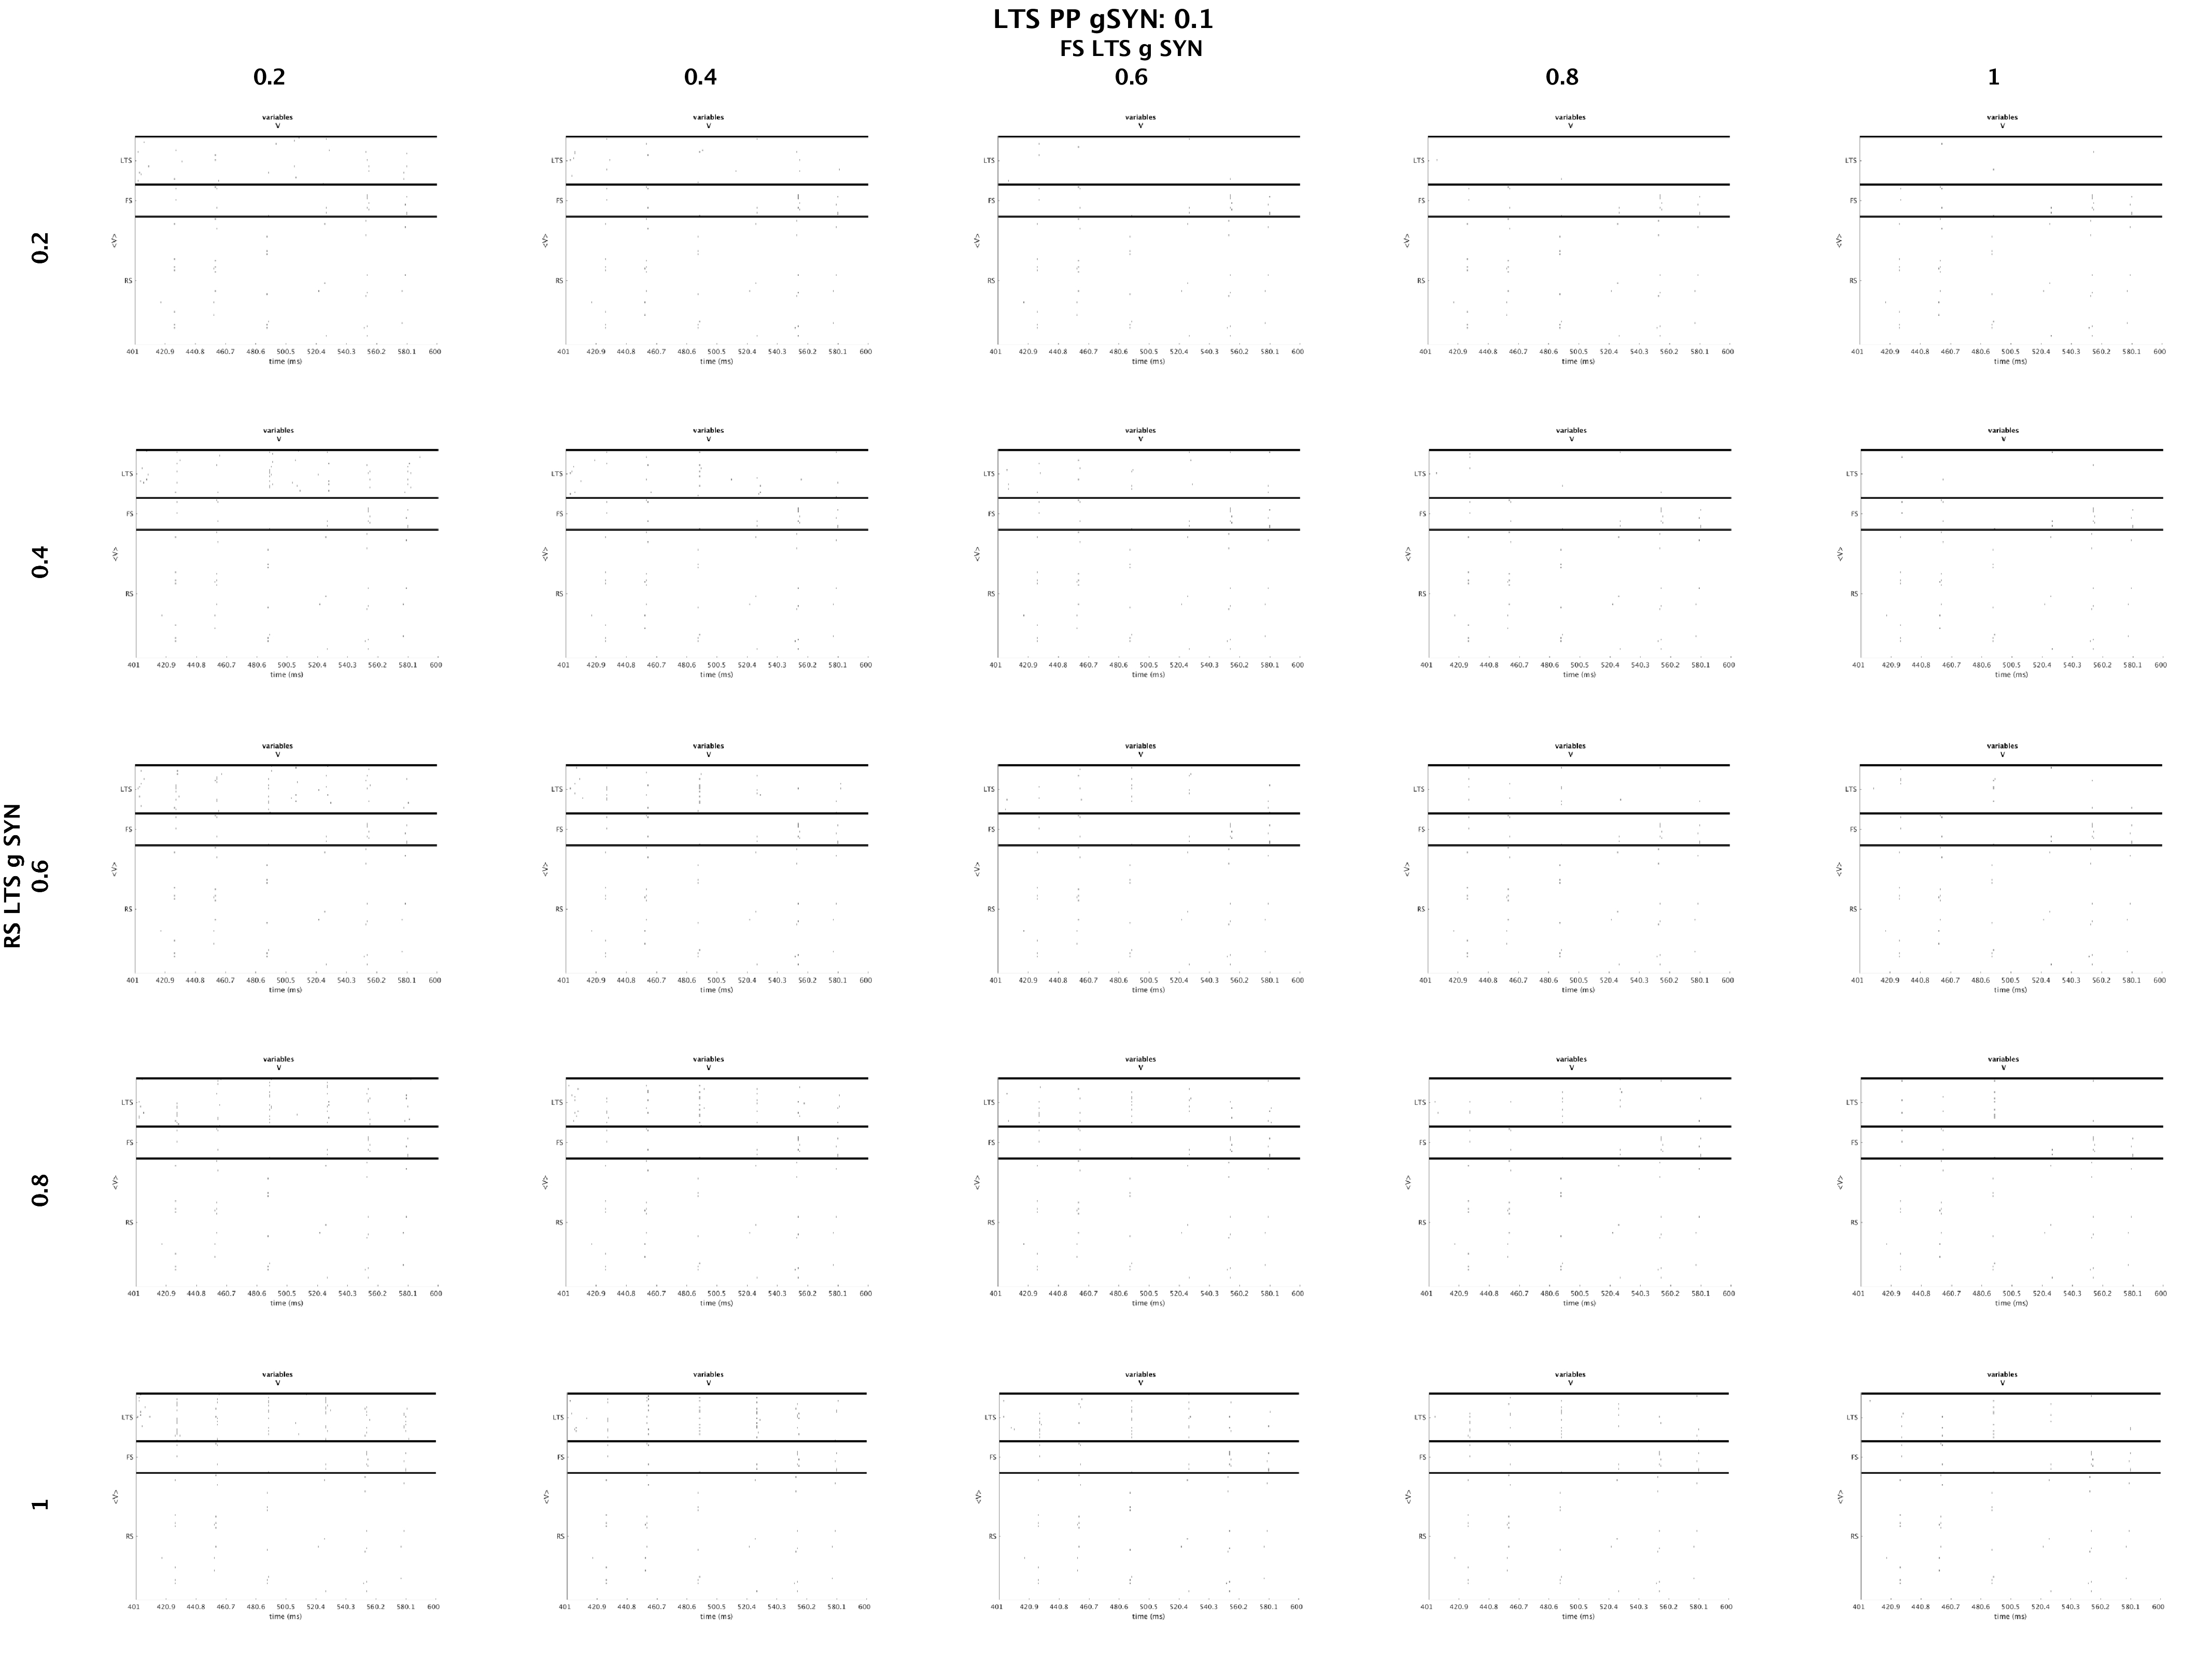 LTS PP gSYN: 0.1
FS LTS g SYN
0.2 0.4 0.6 0.8 1
RS LTS g SYN
0.2
variables
V
LTS
FS
<V>
RS
401 420.9 440.8 460.7 480.6 500.5 520.4 540.3 560.2 580.1 600
time (ms)
variables
V
LTS
FS
<V>
RS
401 420.9 440.8 460.7 480.6 500.5 520.4 540.3 560.2 580.1 600
time (ms)
variables
V
LTS
FS
<V>
RS
401 420.9 440.8 460.7 480.6 500.5 520.4 540.3 560.2 580.1 600
time (ms)
variables
V
LTS
FS
<V>
RS
401 420.9 440.8 460.7 480.6 500.5 520.4 540.3 560.2 580.1 600
time (ms)
variables
V
LTS
FS
<V>
RS
401 420.9 440.8 460.7 480.6 500.5 520.4 540.3 560.2 580.1 600
time (ms)
0.4
variables
V
LTS
FS
<V>
RS
401 420.9 440.8 460.7 480.6 500.5 520.4 540.3 560.2 580.1 600
time (ms)
variables
V
LTS
FS
<V>
RS
401 420.9 440.8 460.7 480.6 500.5 520.4 540.3 560.2 580.1 600
time (ms)
variables
V
LTS
FS
<V>
RS
401 420.9 440.8 460.7 480.6 500.5 520.4 540.3 560.2 580.1 600
time (ms)
variables
V
LTS
FS
<V>
RS
401 420.9 440.8 460.7 480.6 500.5 520.4 540.3 560.2 580.1 600
time (ms)
variables
V
LTS
FS
<V>
RS
401 420.9 440.8 460.7 480.6 500.5 520.4 540.3 560.2 580.1 600
time (ms)
0.6
variables
V
LTS
FS
<V>
RS
401 420.9 440.8 460.7 480.6 500.5 520.4 540.3 560.2 580.1 600
time (ms)
variables
V
LTS
FS
<V>
RS
401 420.9 440.8 460.7 480.6 500.5 520.4 540.3 560.2 580.1 600
time (ms)
variables
V
LTS
FS
<V>
RS
401 420.9 440.8 460.7 480.6 500.5 520.4 540.3 560.2 580.1 600
time (ms)
variables
V
LTS
FS
<V>
RS
401 420.9 440.8 460.7 480.6 500.5 520.4 540.3 560.2 580.1 600
time (ms)
variables
V
LTS
FS
<V>
RS
401 420.9 440.8 460.7 480.6 500.5 520.4 540.3 560.2 580.1 600
time (ms)
0.8
variables
V
LTS
FS
<V>
RS
401 420.9 440.8 460.7 480.6 500.5 520.4 540.3 560.2 580.1 600
time (ms)
variables
V
LTS
FS
<V>
RS
401 420.9 440.8 460.7 480.6 500.5 520.4 540.3 560.2 580.1 600
time (ms)
variables
V
LTS
FS
<V>
RS
401 420.9 440.8 460.7 480.6 500.5 520.4 540.3 560.2 580.1 600
time (ms)
variables
V
LTS
FS
<V>
RS
401 420.9 440.8 460.7 480.6 500.5 520.4 540.3 560.2 580.1 600
time (ms)
variables
V
LTS
FS
<V>
RS
401 420.9 440.8 460.7 480.6 500.5 520.4 540.3 560.2 580.1 600
time (ms)
1
variables
V
LTS
FS
<V>
RS
401 420.9 440.8 460.7 480.6 500.5 520.4 540.3 560.2 580.1 600
time (ms)
variables
V
LTS
FS
<V>
RS
401 420.9 440.8 460.7 480.6 500.5 520.4 540.3 560.2 580.1 600
time (ms)
variables
V
LTS
FS
<V>
RS
401 420.9 440.8 460.7 480.6 500.5 520.4 540.3 560.2 580.1 600
time (ms)
variables
V
LTS
FS
<V>
RS
401 420.9 440.8 460.7 480.6 500.5 520.4 540.3 560.2 580.1 600
time (ms)
variables
V
LTS
FS
<V>
RS
401 420.9 440.8 460.7 480.6 500.5 520.4 540.3 560.2 580.1 600
time (ms)